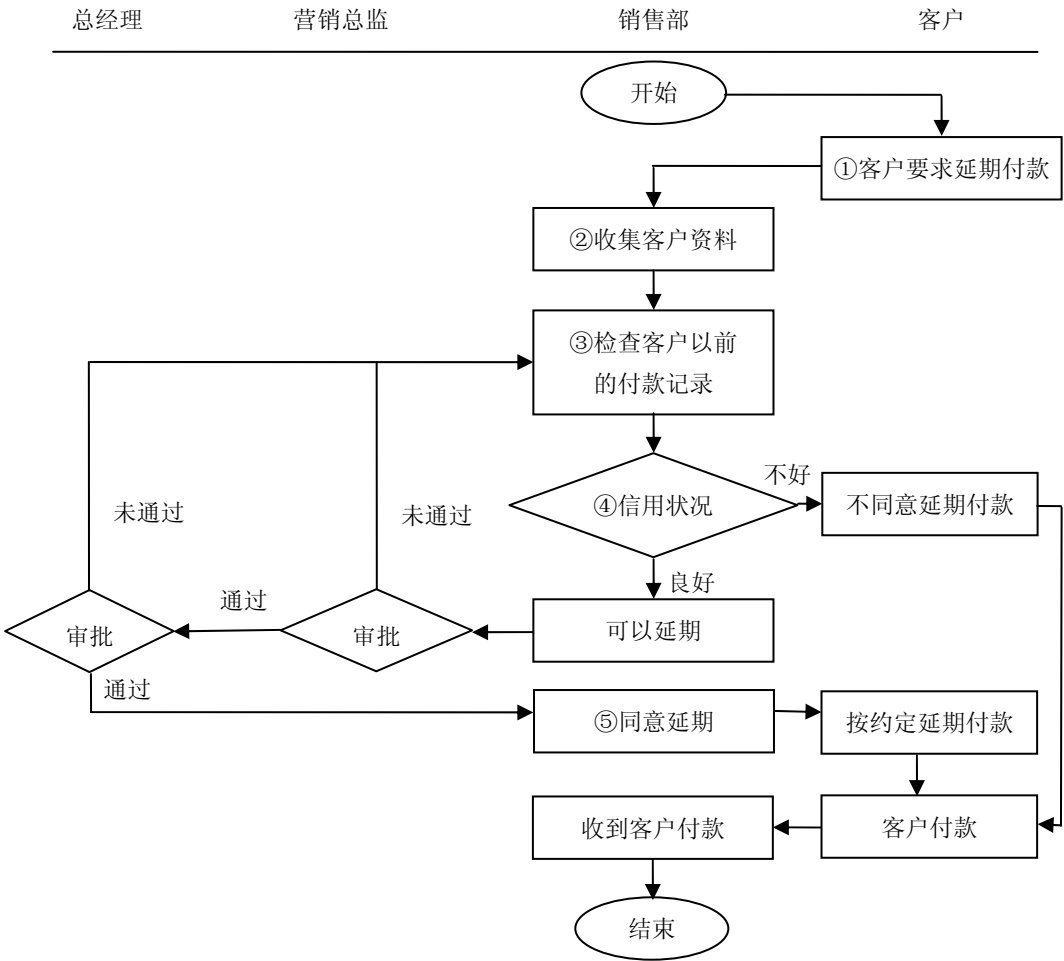 总经理
营销总监
销售部
客户
开始
①客户要求延期付款
②收集客户资料
③检查客户以前
的付款记录
不好
④信用状况
不同意延期付款
未通过
未通过
良好
通过
审批
审批
可以延期
通过
⑤同意延期
按约定延期付款
收到客户付款
客户付款
结束